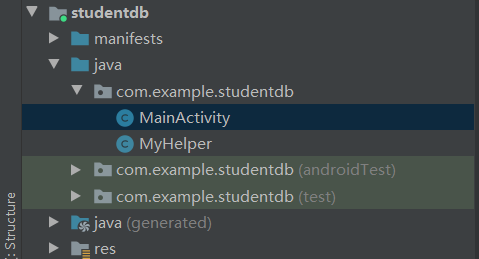 studentdb
manifests
java
com.example.studentdb
MainActivity
MyHelper
com.example.studentdb (androidTest)
com.example.studentdb (test)
java (generated)
res
Structure